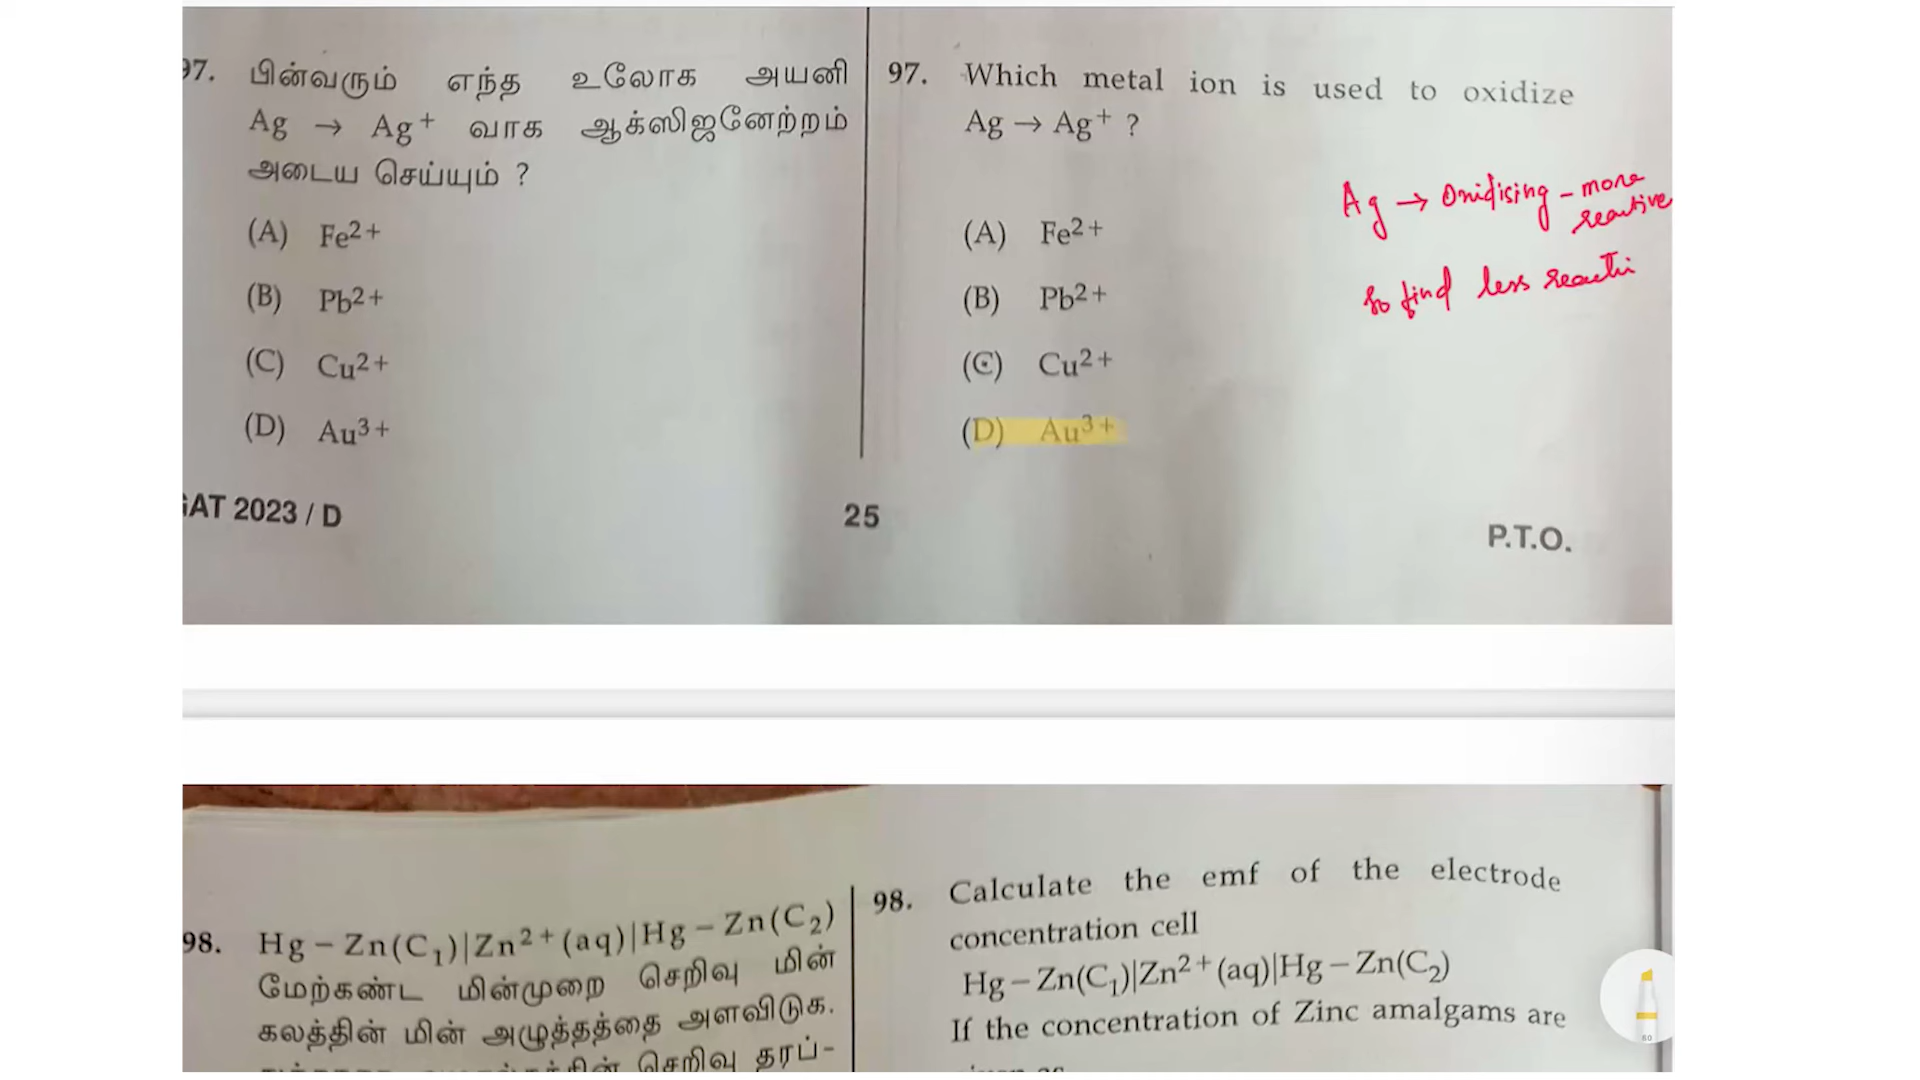 97. பின்வரும் எந்த உலோக அயனி
Ag → Ag+ வாக ஆக்ஸிஜனேற்றம்
அடைய செய்யும் ?
(A) Fe2+
(B) Pb2+
(C) Cu2+
(D) Au3+
97. Which metal ion is used to oxidize
Ag → Ag+ ?
(A) Fe2+
(B) Pb2+
(C) Cu2+
(D) Au3+
Ag → Oxidising – more
reactive
so find less reacti
GAT 2023 / D
25
P.T.O.
98. Hg – Zn(C1)|Zn2+(aq)|Hg – Zn(C2)
மேற்கண்ட மின்முறை செறிவு மின்
கலத்தின் மின் அழுத்தத்தை அளவிடுக.
செறிவு தரப்-
98. Calculate the emf of the electrode
concentration cell
Hg – Zn(C1)|Zn2+(aq)|Hg – Zn(C2)
If the concentration of Zinc amalgams are
80